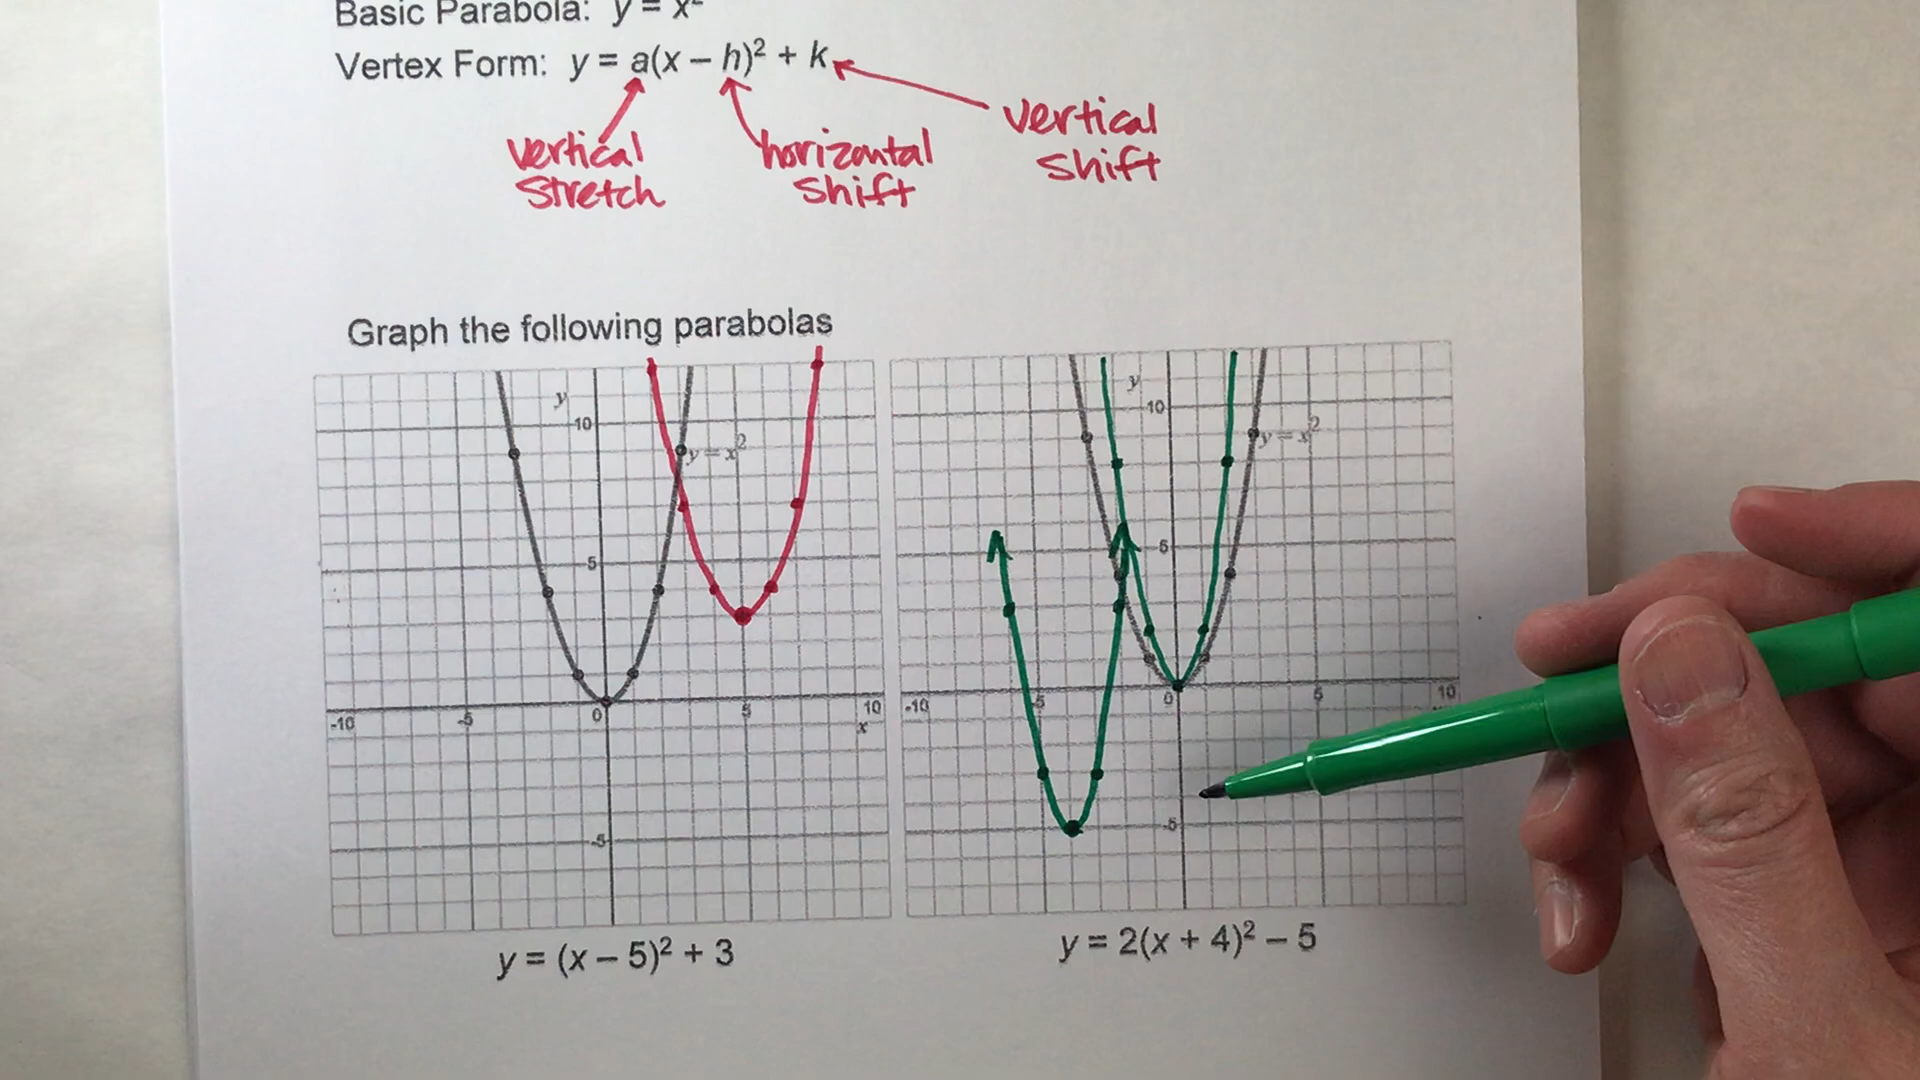 Basic Parabola: y = x²
Vertex Form: y = a(x – h)² + k
vertical stretch
horizontal shift
vertical shift
Graph the following parabolas
y
10
y = x²
5
-10
-5
0
5
10
x
-5
y = (x – 5)² + 3
y
10
y = x²
5
-10
-5
0
5
10
-5
y = 2(x + 4)² – 5